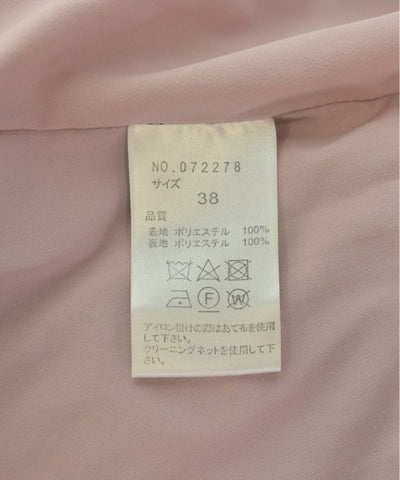 NO.072278
サイズ
38
品質
表地 ポリエステル 100%
裏地 ポリエステル 100%
F W
アイロン掛けの際はあて布を使用
して下さい。
クリーニングネットを使用して下
さい。